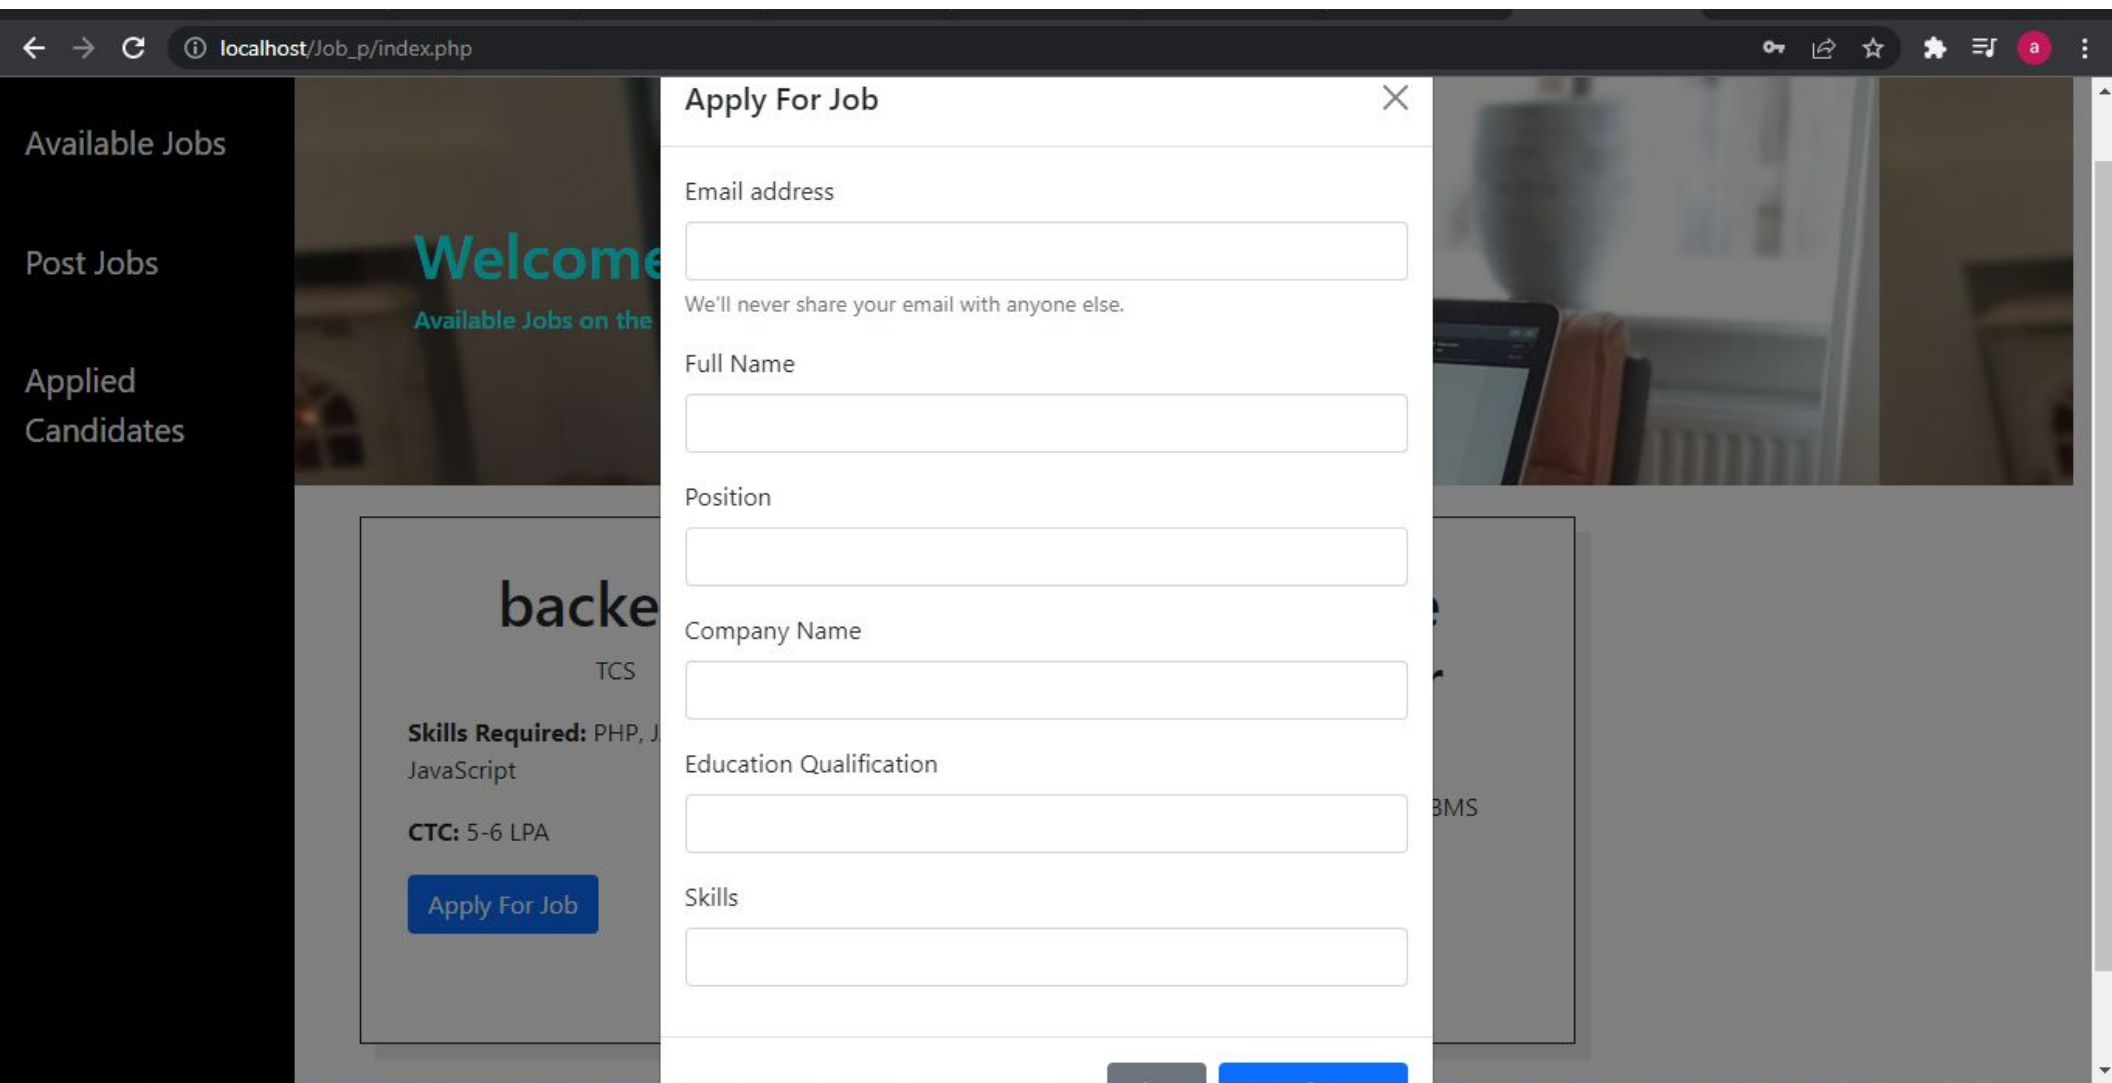 localhost/Job_p/index.php
a
Available Jobs
Post Jobs
Applied
Candidates
Welcome
Available Jobs on the
TCS
Skills Required: PHP,
JavaScript
CTC: 5-6 LPA
Apply For Job
Apply For Job
Email address
We'll never share your email with anyone else.
Full Name
Position
Company Name
Education Qualification
Skills